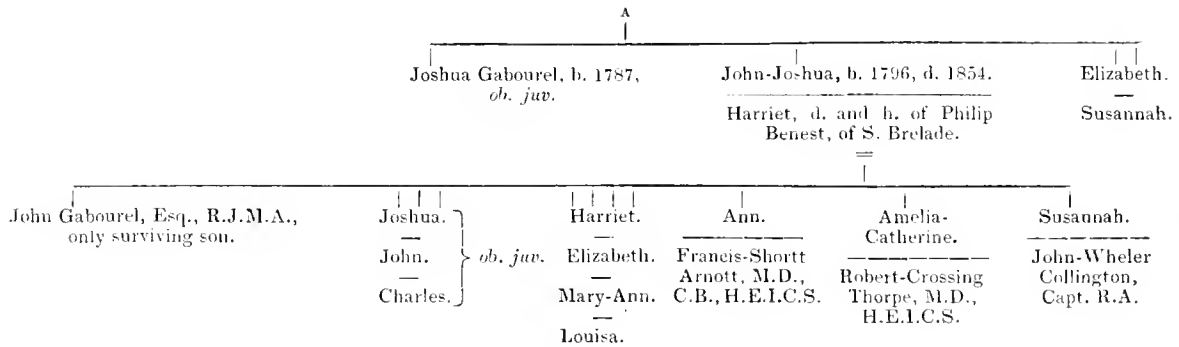 A
Joshua Gabourel, b. 1787,
ob. juv.
John-Joshua, b. 1796, d. 1854.
Harriet, d. and h. of Philip
Benest, of S. Brelade.
Elizabeth.
Susannah.
John Gabourel, Esq., R.J.M.A.,
only surviving son.
Joshua.
John.
Charles.
ob. juv.
Harriet.
Elizabeth.
Mary-Ann.
Louisa.
Ann.
Francis-Shortt
Arnott, M.D.,
C.B., H.E.I.C.S.
Amelia-
Catherine.
Robert-Crossing
Thorpe, M.D.,
H.E.I.C.S.
Susannah.
John-Wheler
Collington,
Capt. R.A.